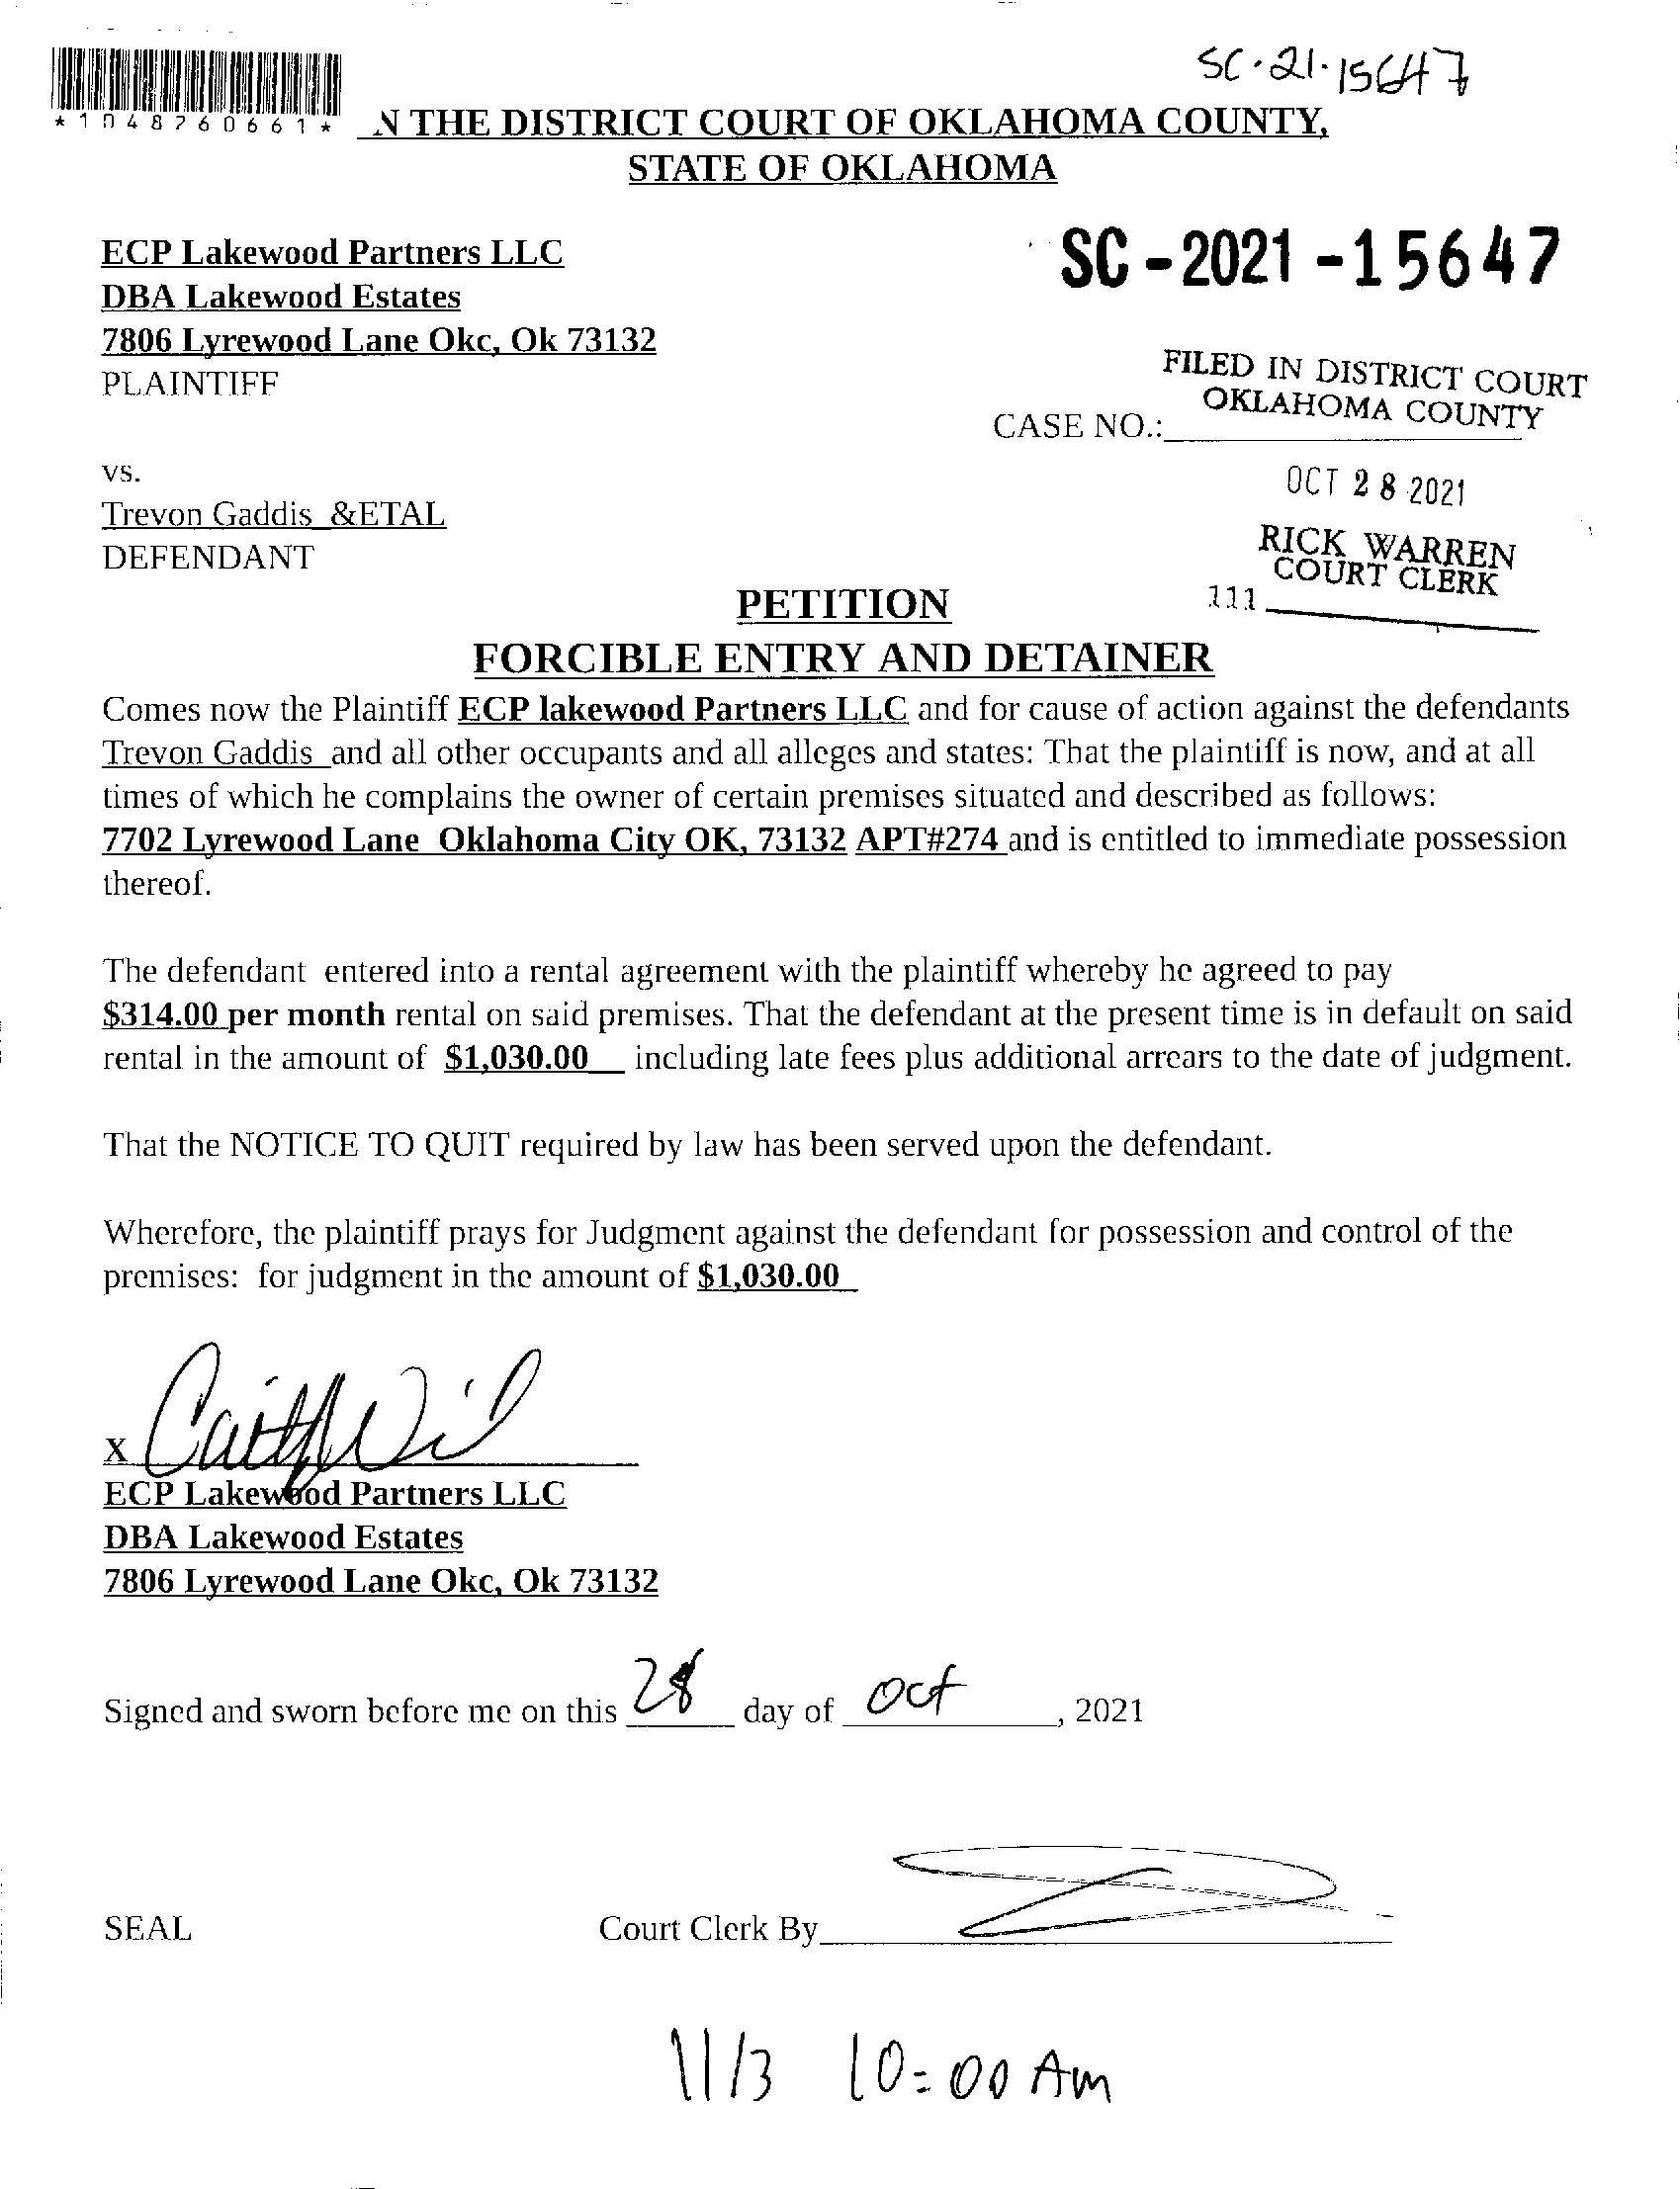 SC-21-15647
*1048760661*
N THE DISTRICT COURT OF OKLAHOMA COUNTY,
STATE OF OKLAHOMA
ECP Lakewood Partners LLC
DBA Lakewood Estates
7806 Lyrewood Lane Okc, Ok 73132
PLAINTIFF
SC-2021-15647
FILED IN DISTRICT COURT
OKLAHOMA COUNTY
CASE NO.:
vs.
Trevon Gaddis &ETAL
DEFENDANT
OCT 28 2021
RICK WARREN
COURT CLERK
111
PETITION
FORCIBLE ENTRY AND DETAINER
Comes now the Plaintiff ECP lakewood Partners LLC and for cause of action against the defendants
Trevon Gaddis and all other occupants and all alleges and states: That the plaintiff is now, and at all
times of which he complains the owner of certain premises situated and described as follows:
7702 Lyrewood Lane Oklahoma City OK, 73132 APT#274 and is entitled to immediate possession
thereof.
The defendant entered into a rental agreement with the plaintiff whereby he agreed to pay
$314.00 per month rental on said premises. That the defendant at the present time is in default on said
rental in the amount of $1,030.00 including late fees plus additional arrears to the date of judgment.
That the NOTICE TO QUIT required by law has been served upon the defendant.
Wherefore, the plaintiff prays for Judgment against the defendant for possession and control of the
premises: for judgment in the amount of $1,030.00
X
ECP Lakewood Partners LLC
DBA Lakewood Estates
7806 Lyrewood Lane Okc, Ok 73132
Signed and sworn before me on this 28 day of Oct, 2021
SEAL Court Clerk By
11/3 10:00 Am